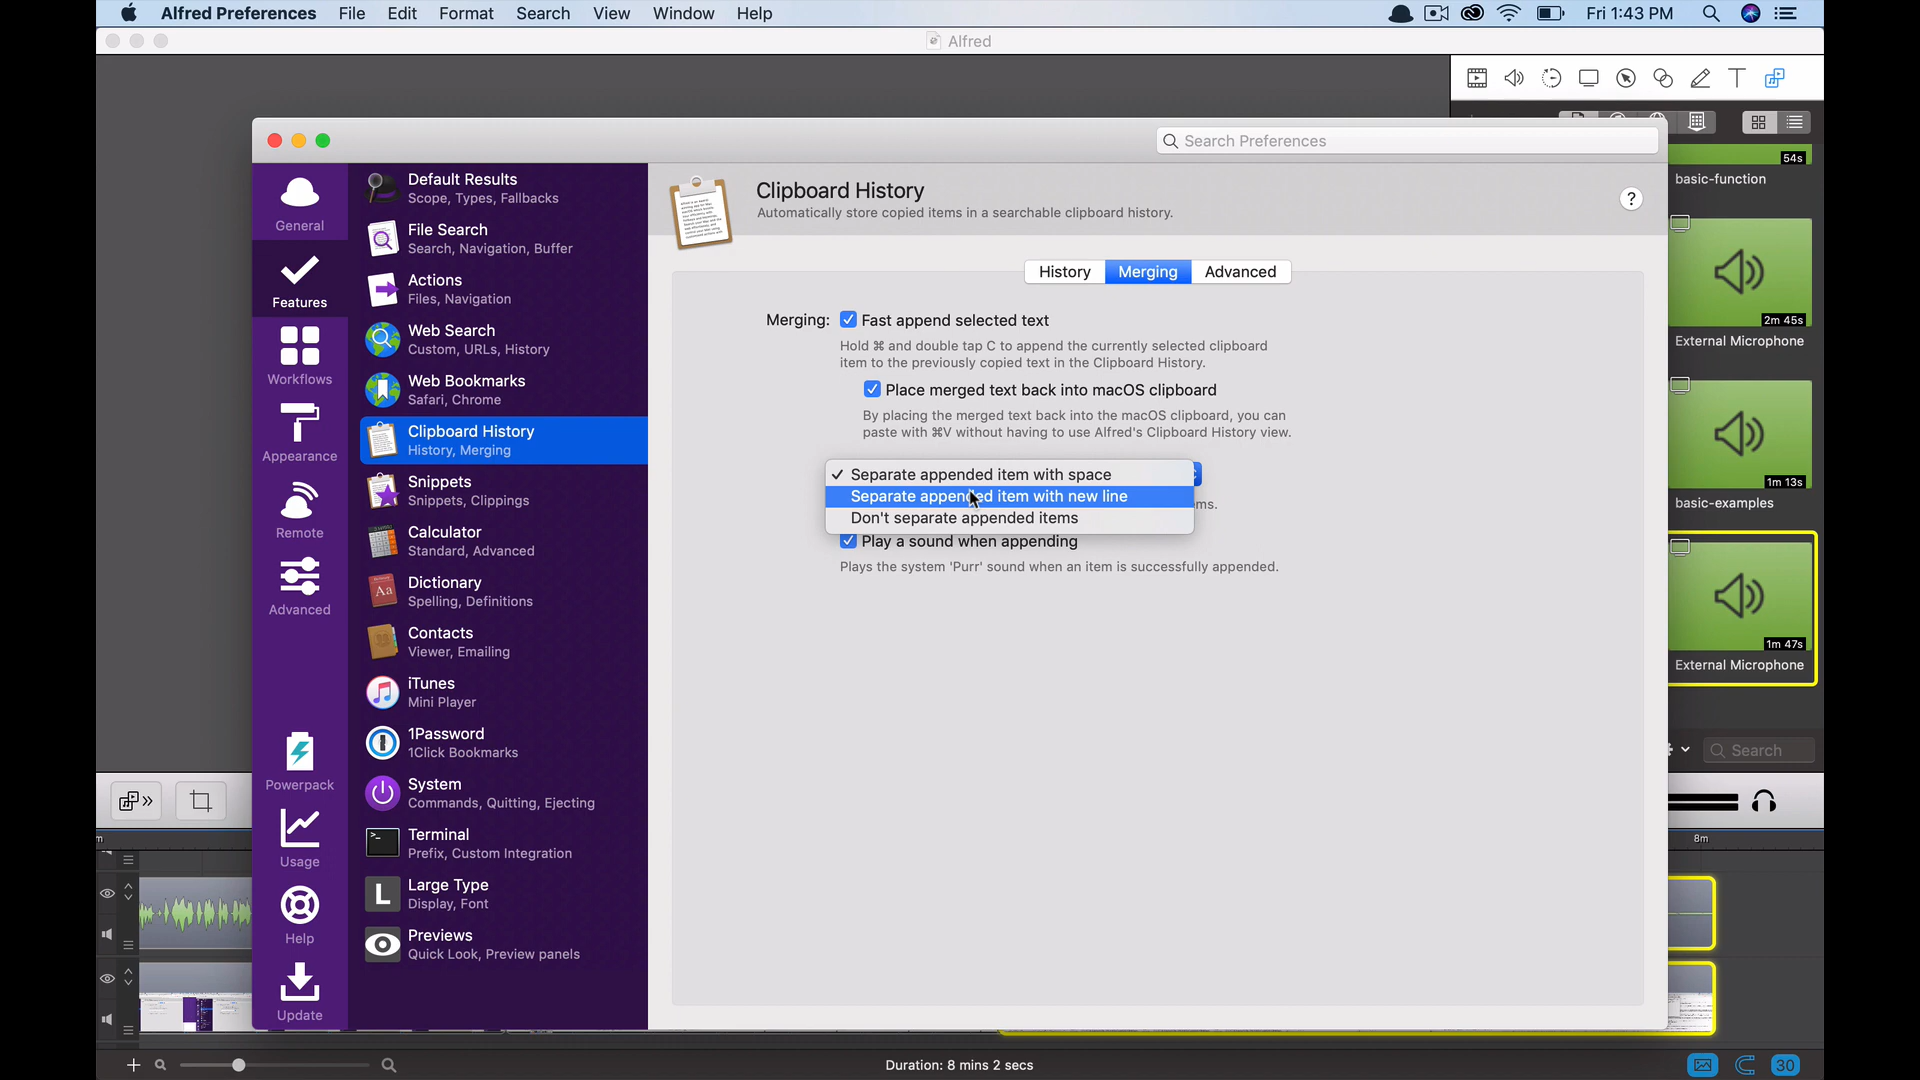 Alfred Preferences File Edit Format Search View Window Help
Fri 1:43 PM
Alfred
Search Preferences
General
Features
Workflows
Appearance
Remote
Advanced
Powerpack
Usage
Help
Update
Default Results
Scope, Types, Fallbacks
File Search
Search, Navigation, Buffer
Actions
Files, Navigation
Web Search
Custom, URLs, History
Web Bookmarks
Safari, Chrome
Clipboard History
History, Merging
Snippets
Snippets, Clippings
Calculator
Standard, Advanced
Dictionary
Spelling, Definitions
Contacts
Viewer, Emailing
iTunes
Mini Player
1Password
1Click Bookmarks
System
Commands, Quitting, Ejecting
Terminal
Prefix, Custom Integration
Large Type
Display, Font
Previews
Quick Look, Preview panels
Clipboard History
Automatically store copied items in a searchable clipboard history.
?
History Merging Advanced
Merging: Fast append selected text
Hold ⌘ and double tap C to append the currently selected clipboard
item to the previously copied text in the Clipboard History.
Place merged text back into macOS clipboard
By placing the merged text back into the macOS clipboard, you can
paste with ⌘V without having to use Alfred's Clipboard History view.
✓ Separate appended item with space
Separate appended item with new line
Don't separate appended items
Play a sound when appending
Plays the system 'Purr' sound when an item is successfully appended.
54s
basic-function
2m 45s
External Microphone
1m 13s
basic-examples
1m 47s
External Microphone
Search
8m
Duration: 8 mins 2 secs
30